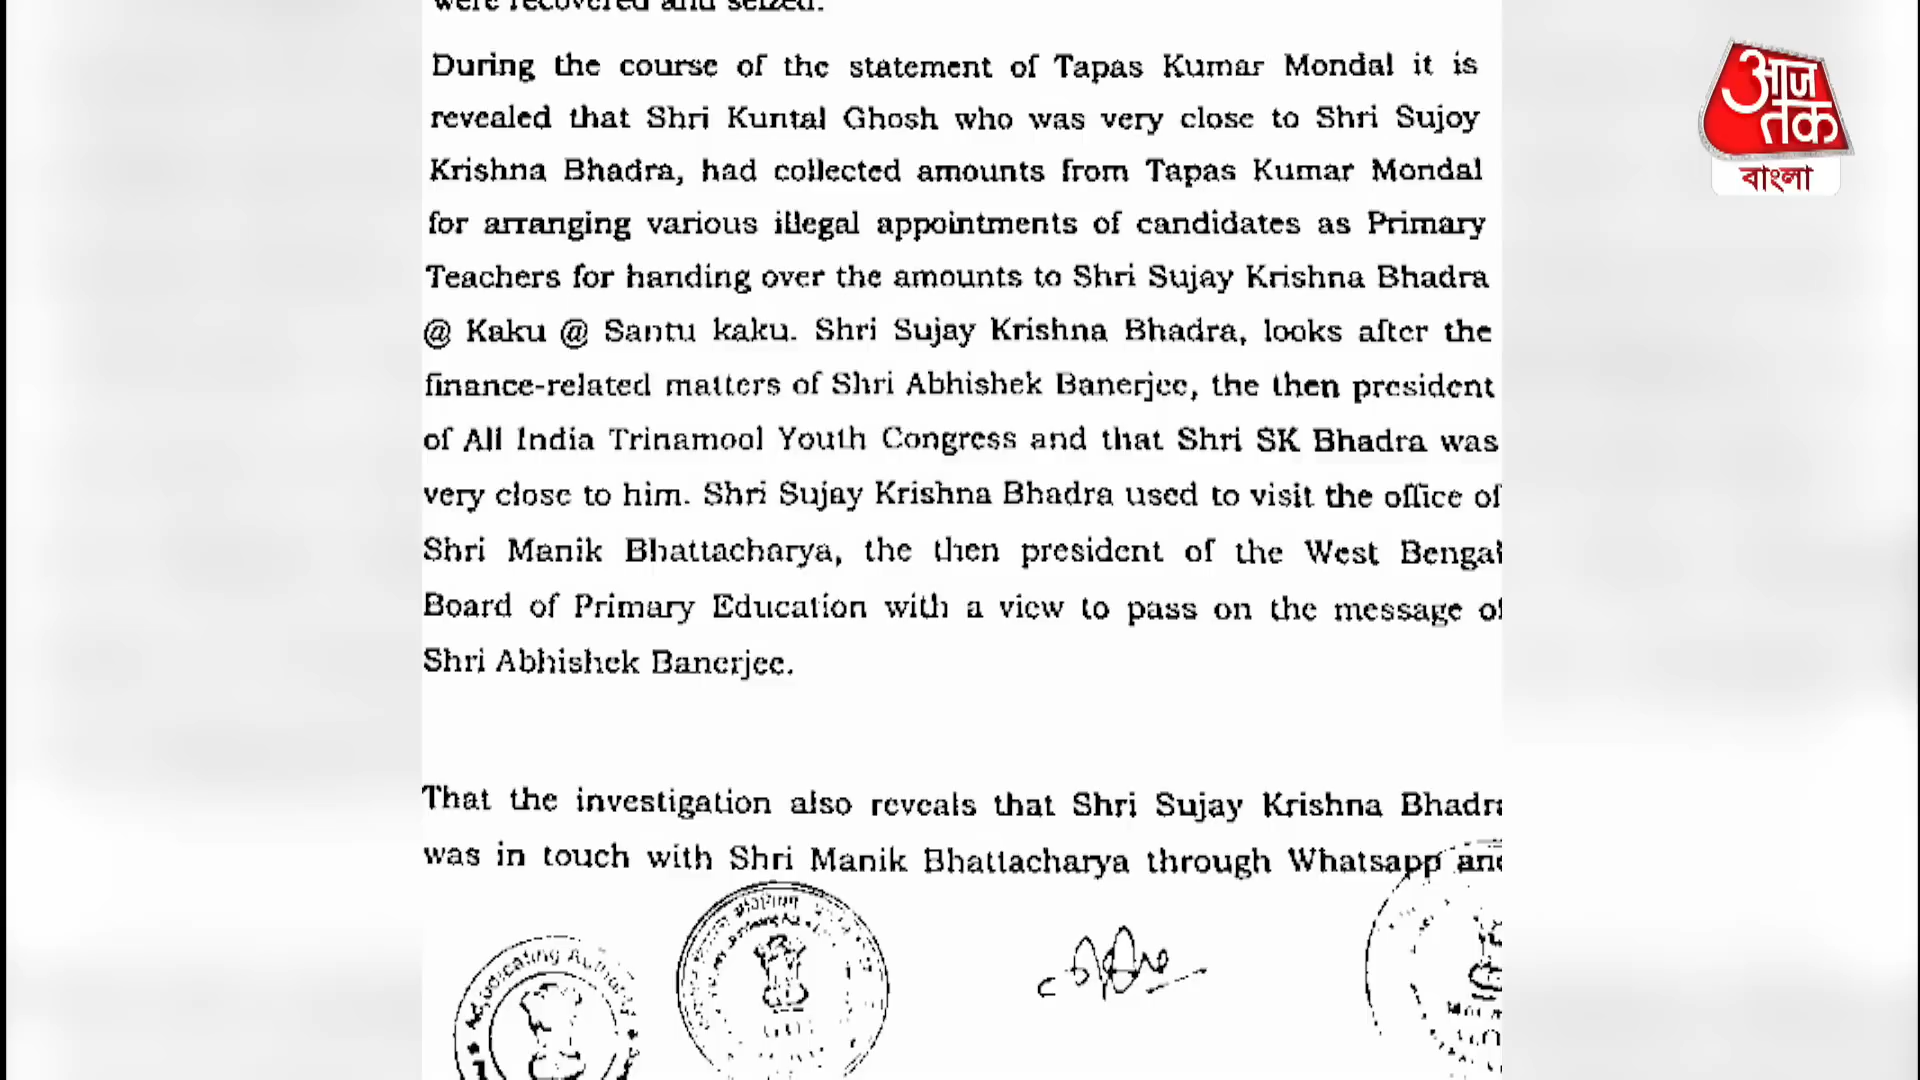 were recovered and seized.
During the course of the statement of Tapas Kumar Mondal it is
revealed that Shri Kuntal Ghosh who was very close to Shri Sujoy
Krishna Bhadra, had collected amounts from Tapas Kumar Mondal
for arranging various illegal appointments of candidates as Primary
Teachers for handing over the amounts to Shri Sujay Krishna Bhadra
@ Kaku @ Santu kaku. Shri Sujay Krishna Bhadra, looks after the
finance-related matters of Shri Abhishek Banerjee, the then president
of All India Trinamool Youth Congress and that Shri SK Bhadra was
very close to him. Shri Sujay Krishna Bhadra used to visit the office of
Shri Manik Bhattacharya, the then president of the West Bengal
Board of Primary Education with a view to pass on the message of
Shri Abhishek Banerjee.
That the investigation also reveals that Shri Sujay Krishna Bhadra
was in touch with Shri Manik Bhattacharya through Whatsapp and
Adjudicating Authority
आज
तक
বাংলা